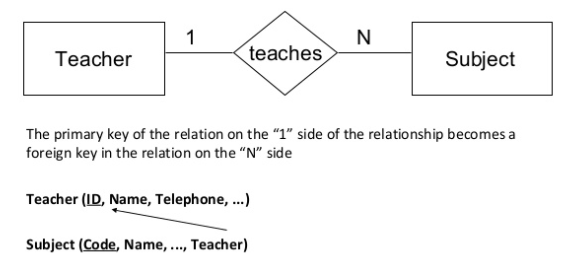 1
N
Teacher
teaches
Subject
The primary key of the relation on the “1” side of the relationship becomes a
foreign key in the relation on the “N” side
Teacher (ID, Name, Telephone, ...)
Subject (Code, Name, ..., Teacher)